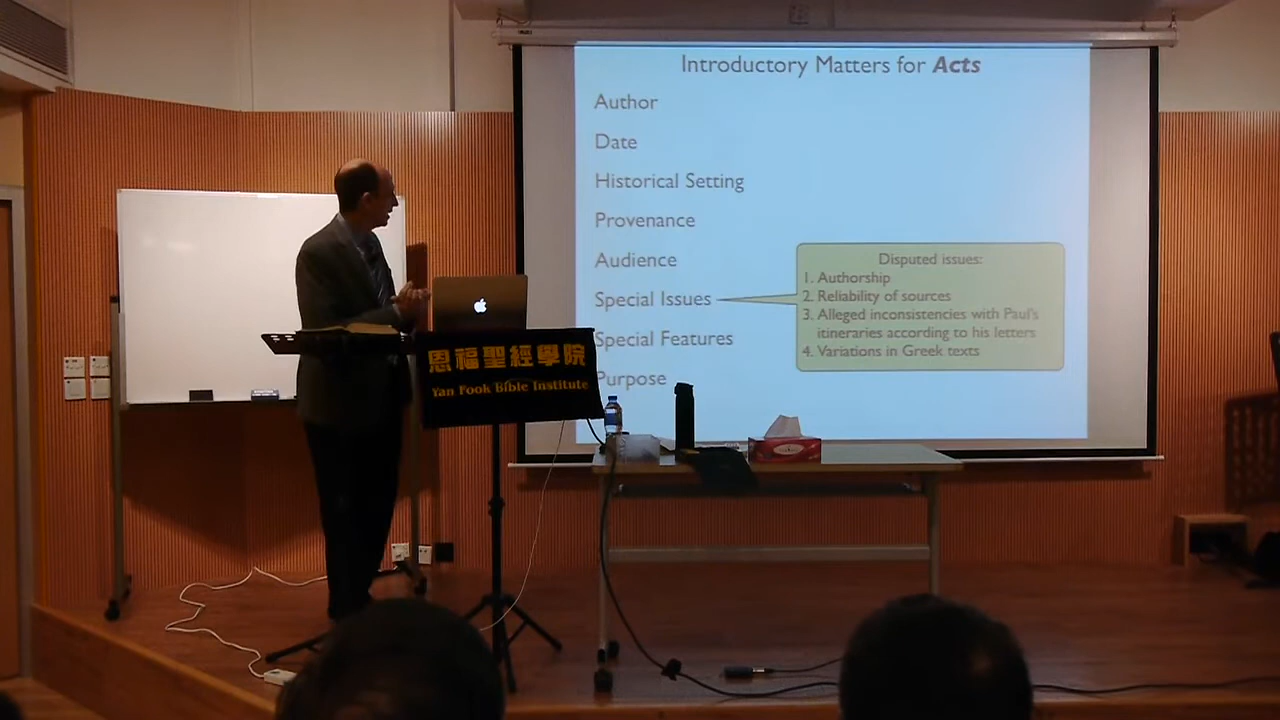 Introductory Matters for Acts
Author
Date
Historical Setting
Provenance
Audience
Special Issues
Special Features
Purpose
Disputed issues:
1. Authorship
2. Reliability of sources
3. Alleged inconsistencies with Paul's
itineraries according to his letters
4. Variations in Greek texts
恩福聖經學院
Yan Fook Bible Institute